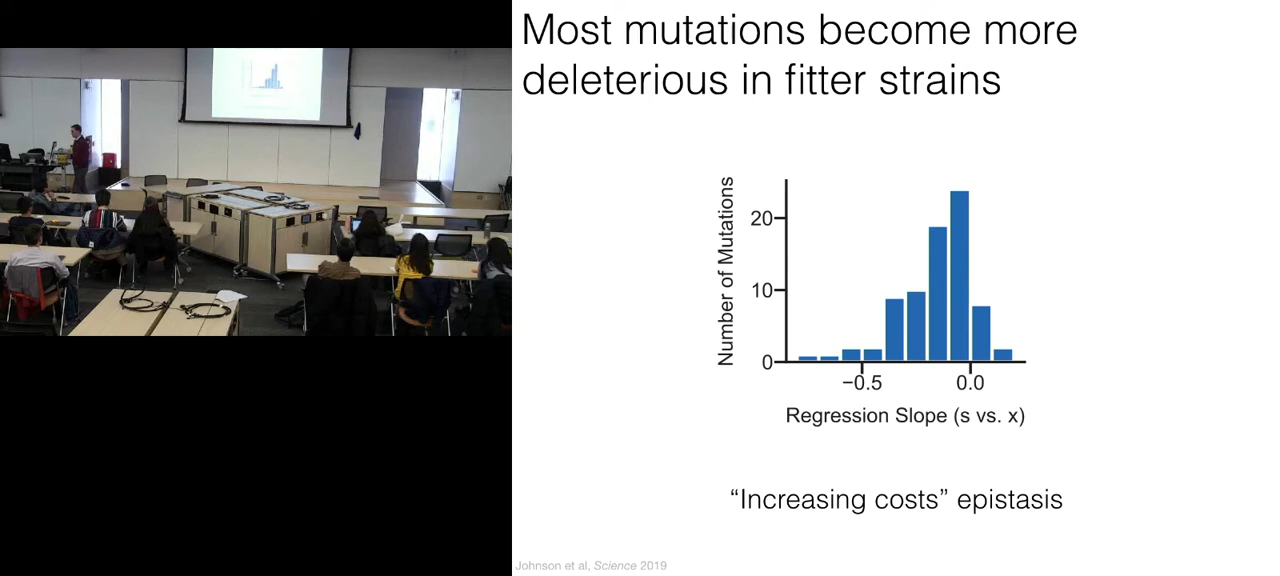 Most mutations become more
deleterious in fitter strains
Number of Mutations
20
10
0
−0.5
0.0
Regression Slope (s vs. x)
“Increasing costs” epistasis
Johnson et al, Science 2019